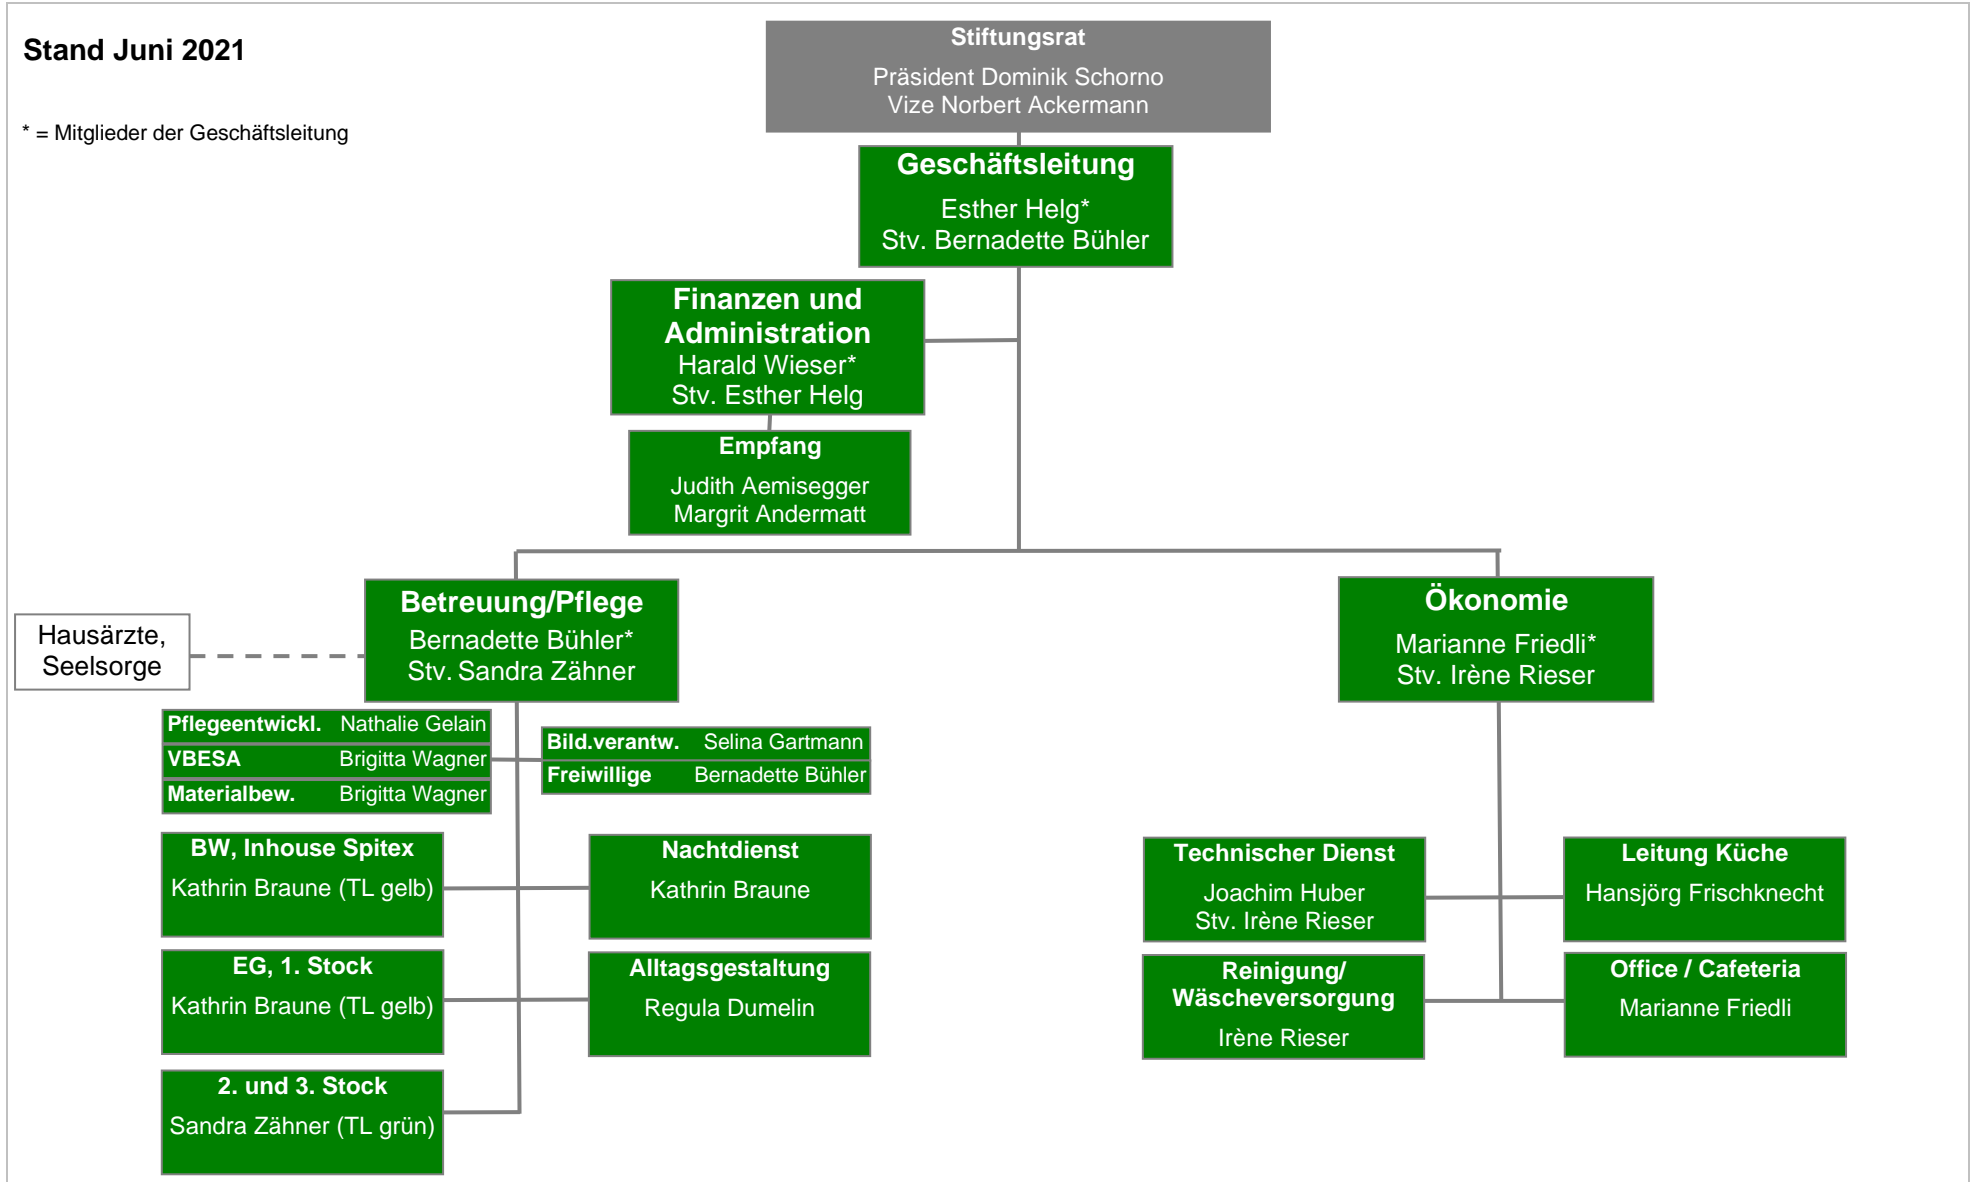 Stand Juni 2021
* = Mitglieder der Geschäftsleitung
Stiftungsrat
Präsident Dominik Schorno
Vize Norbert Ackermann
Geschäftsleitung
Esther Helg*
Stv. Bernadette Bühler
Finanzen und
Administration
Harald Wieser*
Stv. Esther Helg
Empfang
Judith Aemisegger
Margrit Andermatt
Hausärzte,
Seelsorge
Betreuung/Pflege
Bernadette Bühler*
Stv. Sandra Zähner
Ökonomie
Marianne Friedli*
Stv. Irène Rieser
Pflegeentwickl. Nathalie Gelain
VBESA Brigitta Wagner
Materialbew. Brigitta Wagner
Bild.verantw. Selina Gartmann
Freiwillige Bernadette Bühler
BW, Inhouse Spitex
Kathrin Braune (TL gelb)
Nachtdienst
Kathrin Braune
EG, 1. Stock
Kathrin Braune (TL gelb)
Alltagsgestaltung
Regula Dumelin
2. und 3. Stock
Sandra Zähner (TL grün)
Technischer Dienst
Joachim Huber
Stv. Irène Rieser
Leitung Küche
Hansjörg Frischknecht
Reinigung/
Wäscheversorgung
Irène Rieser
Office / Cafeteria
Marianne Friedli